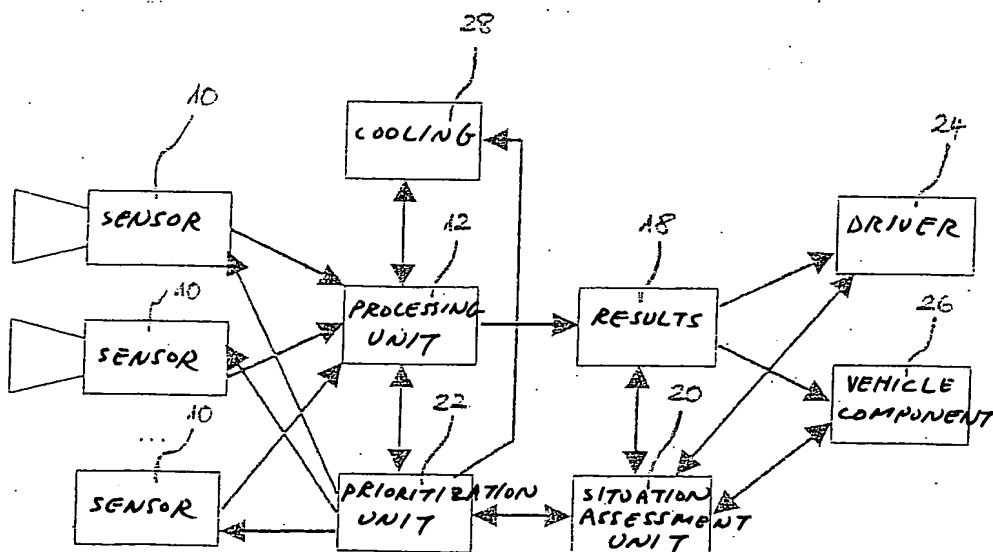 28
10
COOLING
24
SENSOR
12
18
DRIVER
10
PROCESSING
UNIT
RESULTS
26
SENSOR
VEHICLE
COMPONENT
10
22
20
...
SENSOR
PRIORITIZATION
UNIT
SITUATION
ASSESSMENT
UNIT